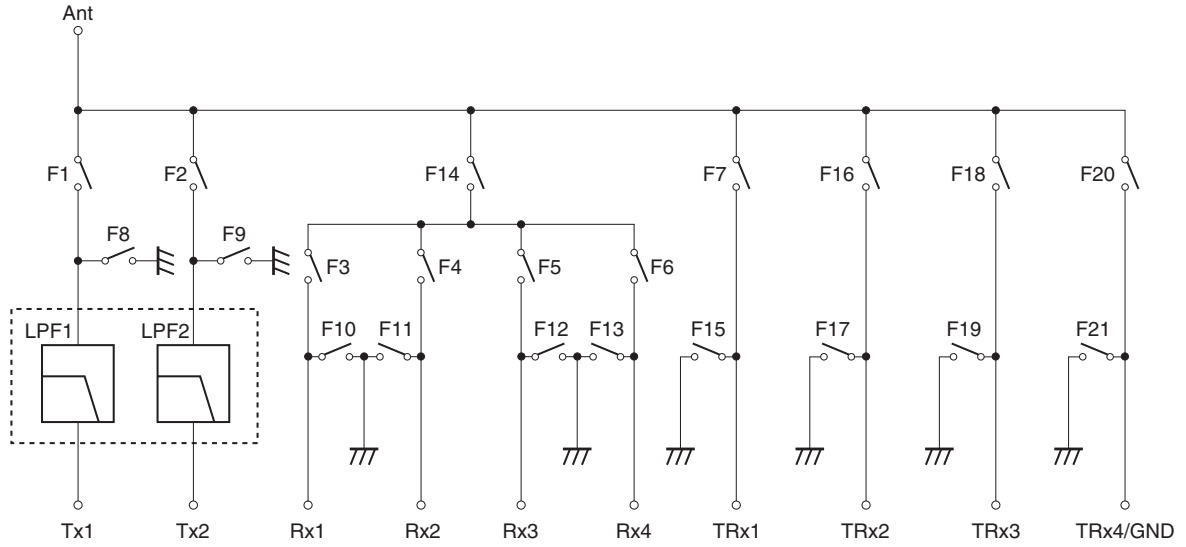 Ant
F1
F2
F14
F7
F16
F18
F20
F8
F9
F3
F4
F5
F6
LPF1
LPF2
F10
F11
F12
F13
F15
F17
F19
F21
Tx1
Tx2
Rx1
Rx2
Rx3
Rx4
TRx1
TRx2
TRx3
TRx4/GND